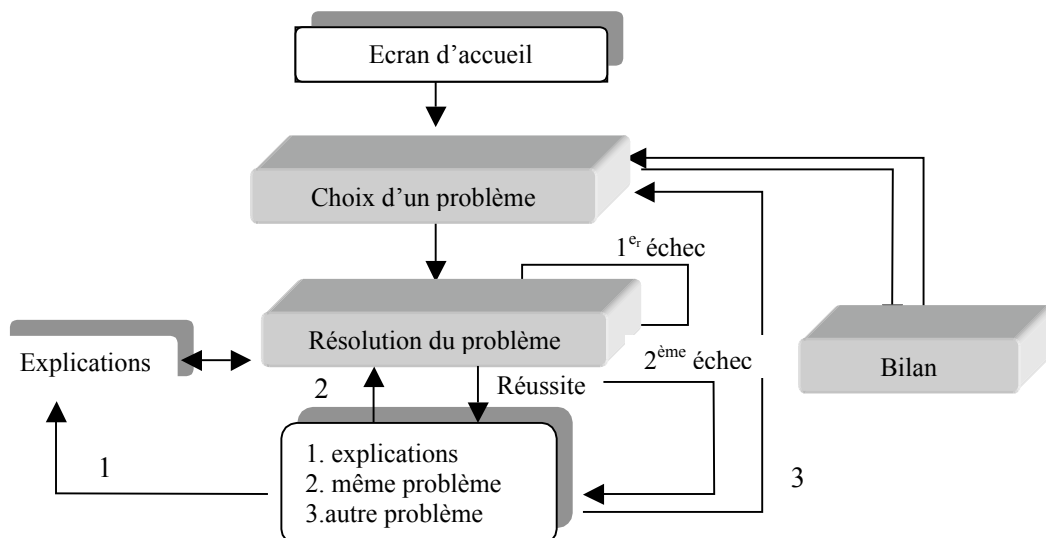 Ecran d’accueil
Choix d’un problème
1er échec
Résolution du problème
Explications
2ème échec
Bilan
2
Réussite
1. explications
2. même problème
3.autre problème
1
3